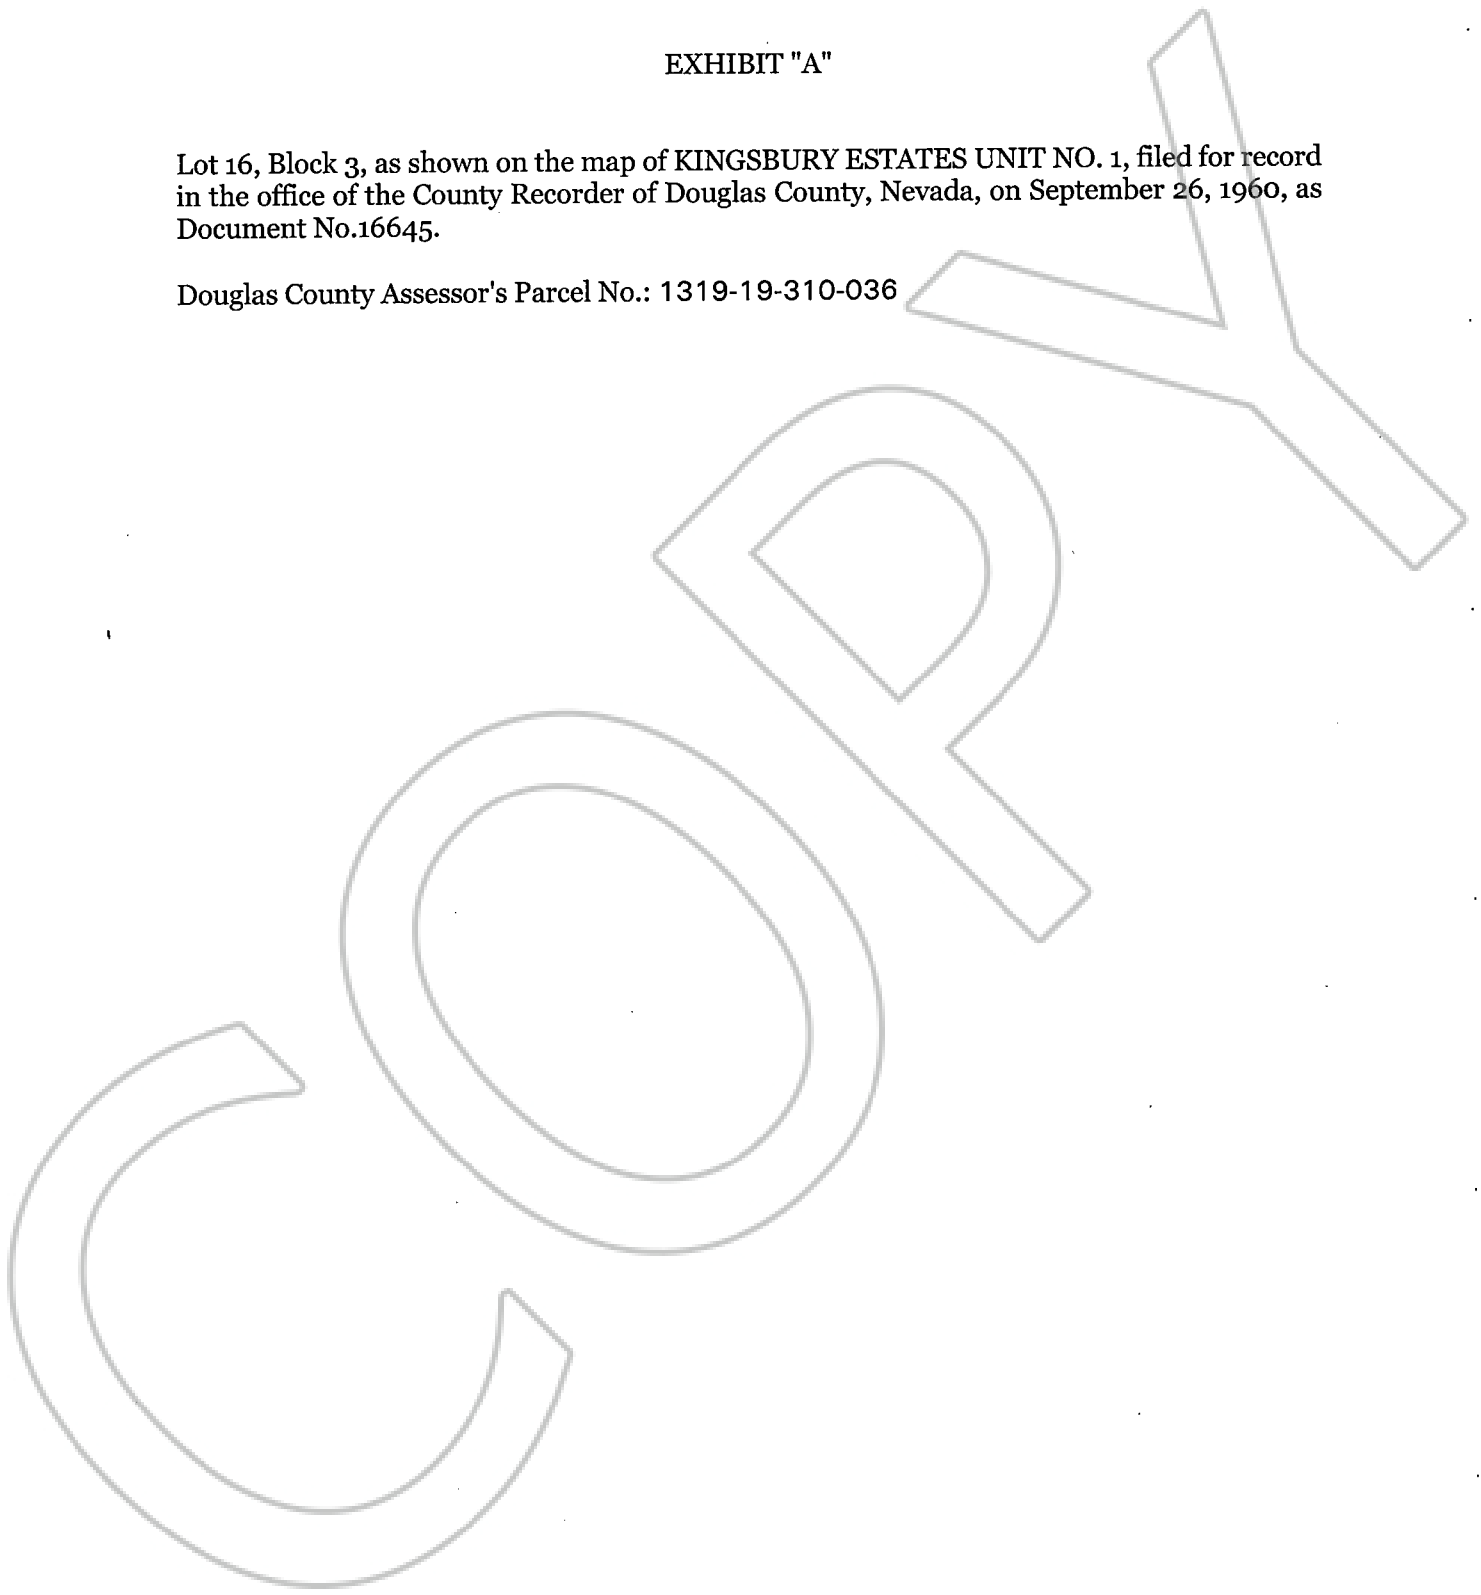 EXHIBIT "A"
Lot 16, Block 3, as shown on the map of KINGSBURY ESTATES UNIT NO. 1, filed for record
in the office of the County Recorder of Douglas County, Nevada, on September 26, 1960, as
Document No.16645.
Douglas County Assessor's Parcel No.: 1319-19-310-036
COPY